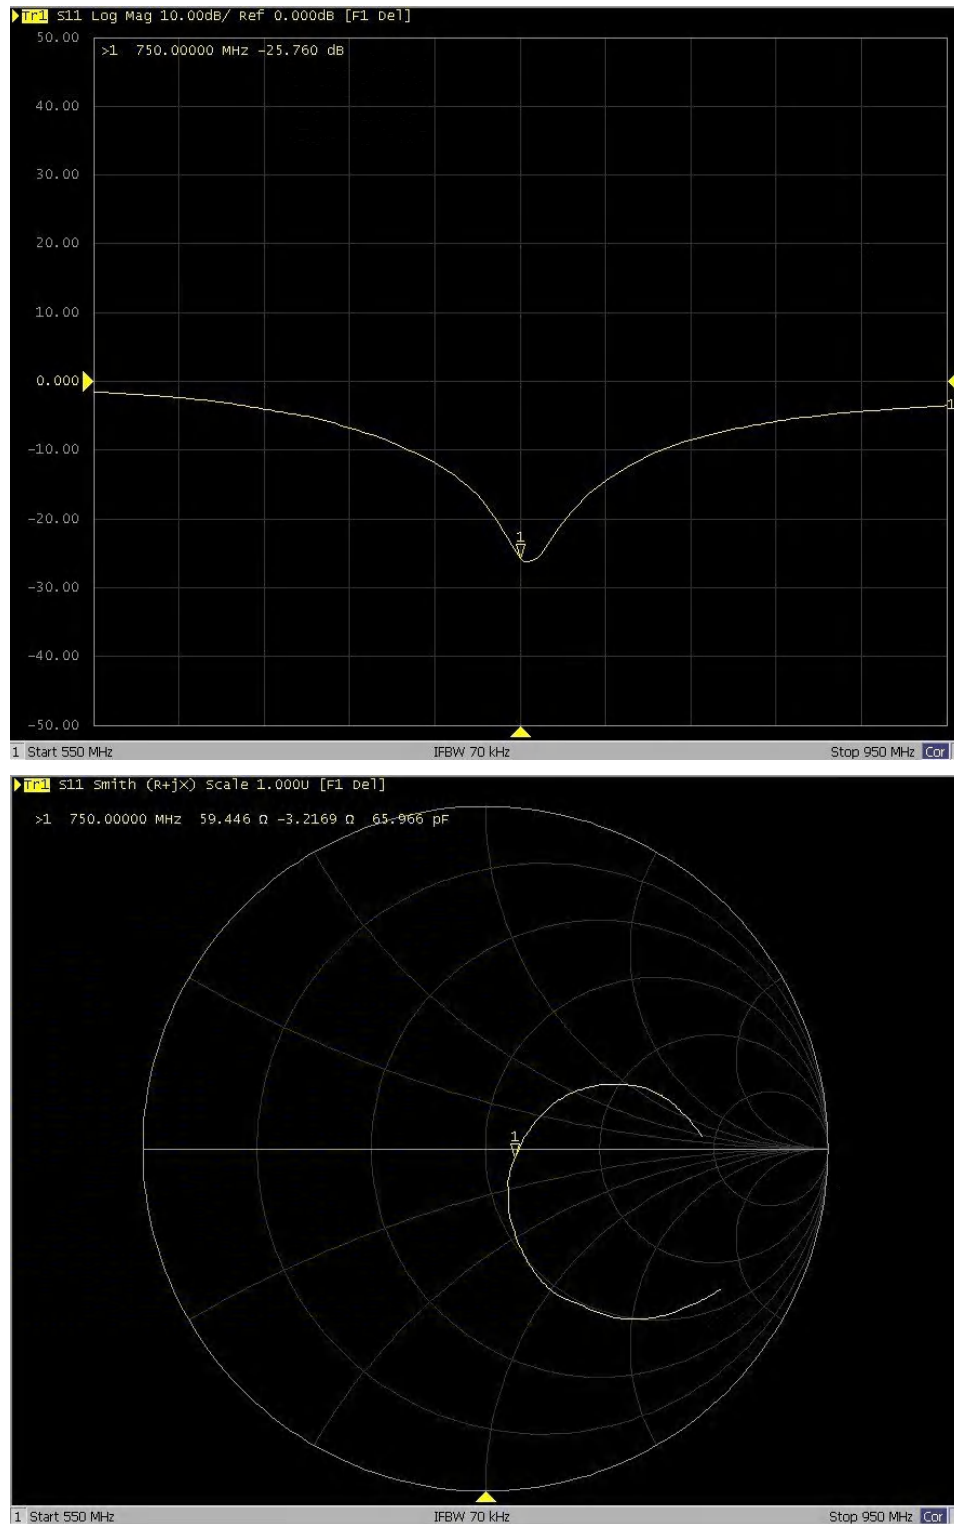 Tr1 S11 Log Mag 10.00dB/ Ref 0.000dB [F1 Del]
50.00
>1 750.00000 MHz -25.760 dB
40.00
30.00
20.00
10.00
0.000
1
-10.00
-20.00
1
-30.00
-40.00
-50.00
1 Start 550 MHz IFBW 70 kHz Stop 950 MHz Cor
Tr1 S11 Smith (R+jX) Scale 1.000U [F1 Del]
>1 750.00000 MHz 59.446 Ω -3.2169 Ω 65.966 pF
1
1 Start 550 MHz IFBW 70 kHz Stop 950 MHz Cor